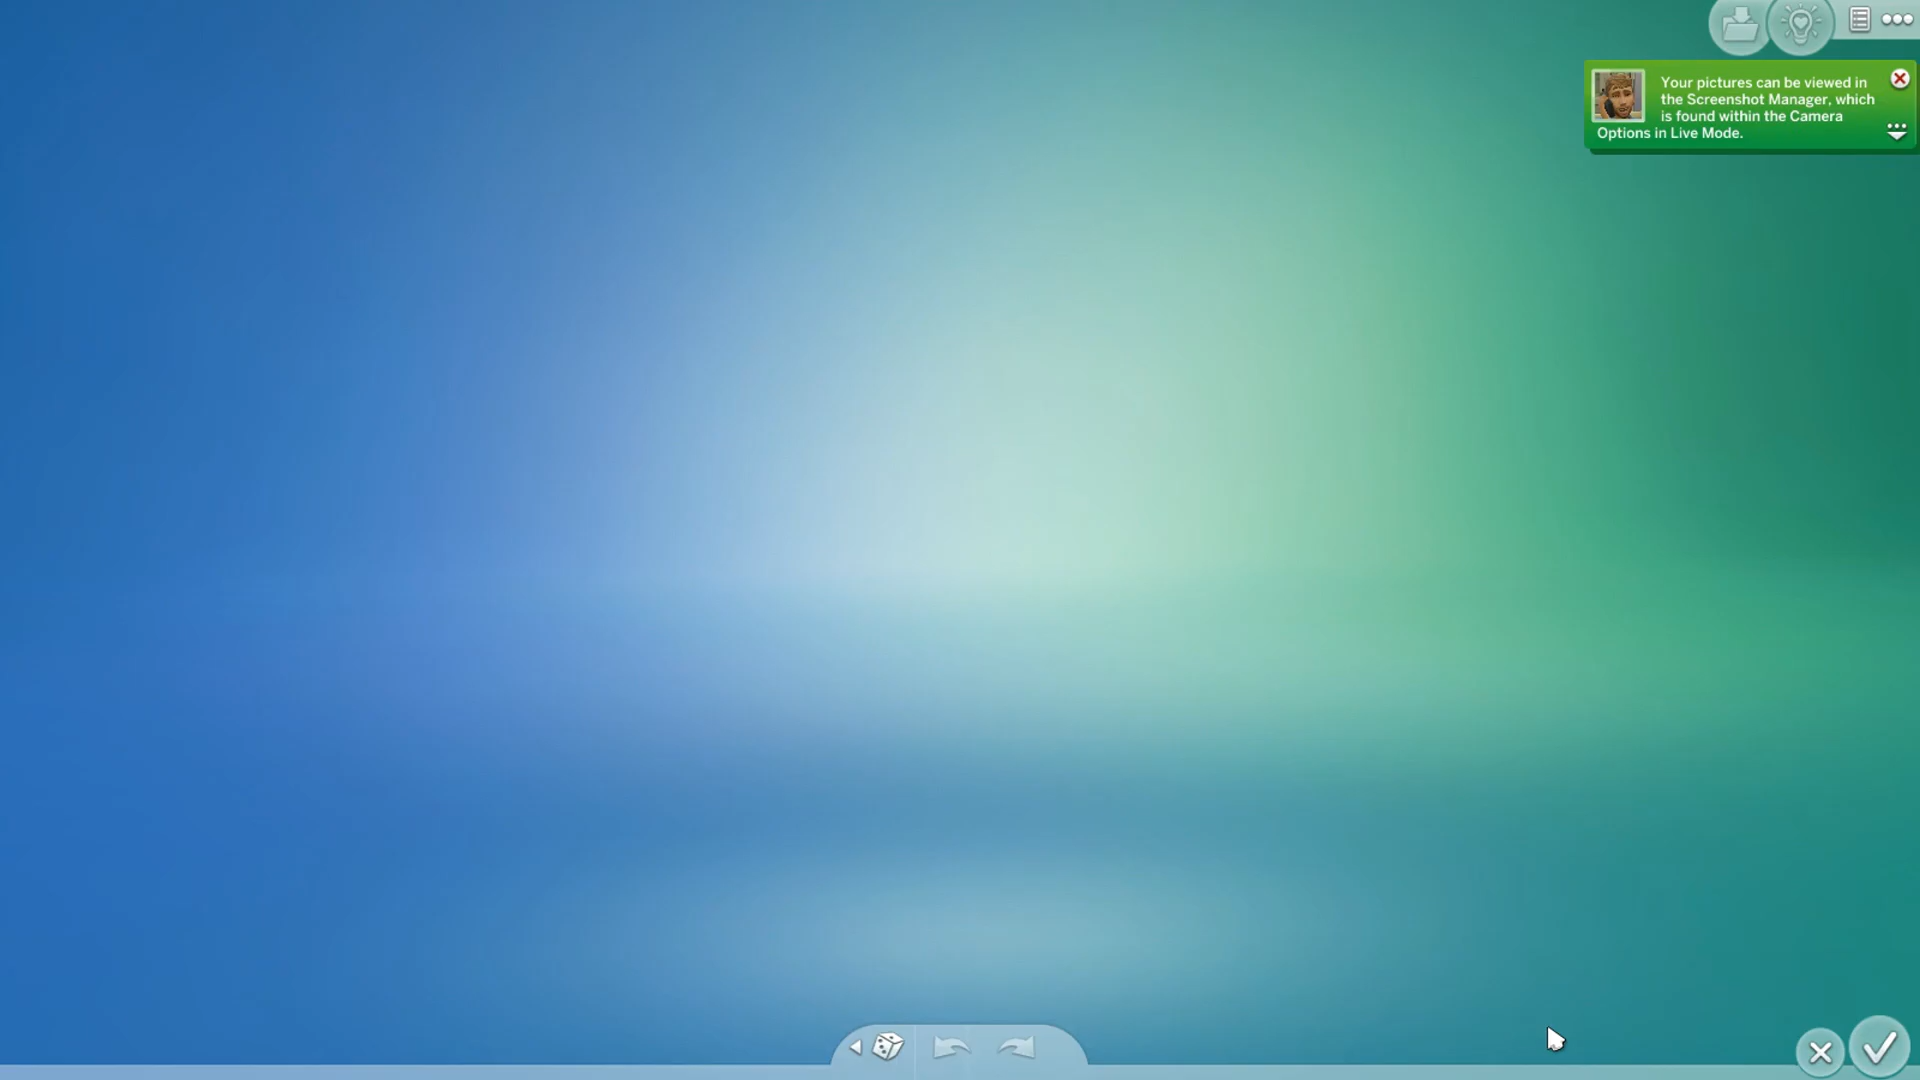 Your pictures can be viewed in
the Screenshot Manager, which
is found within the Camera
Options in Live Mode.